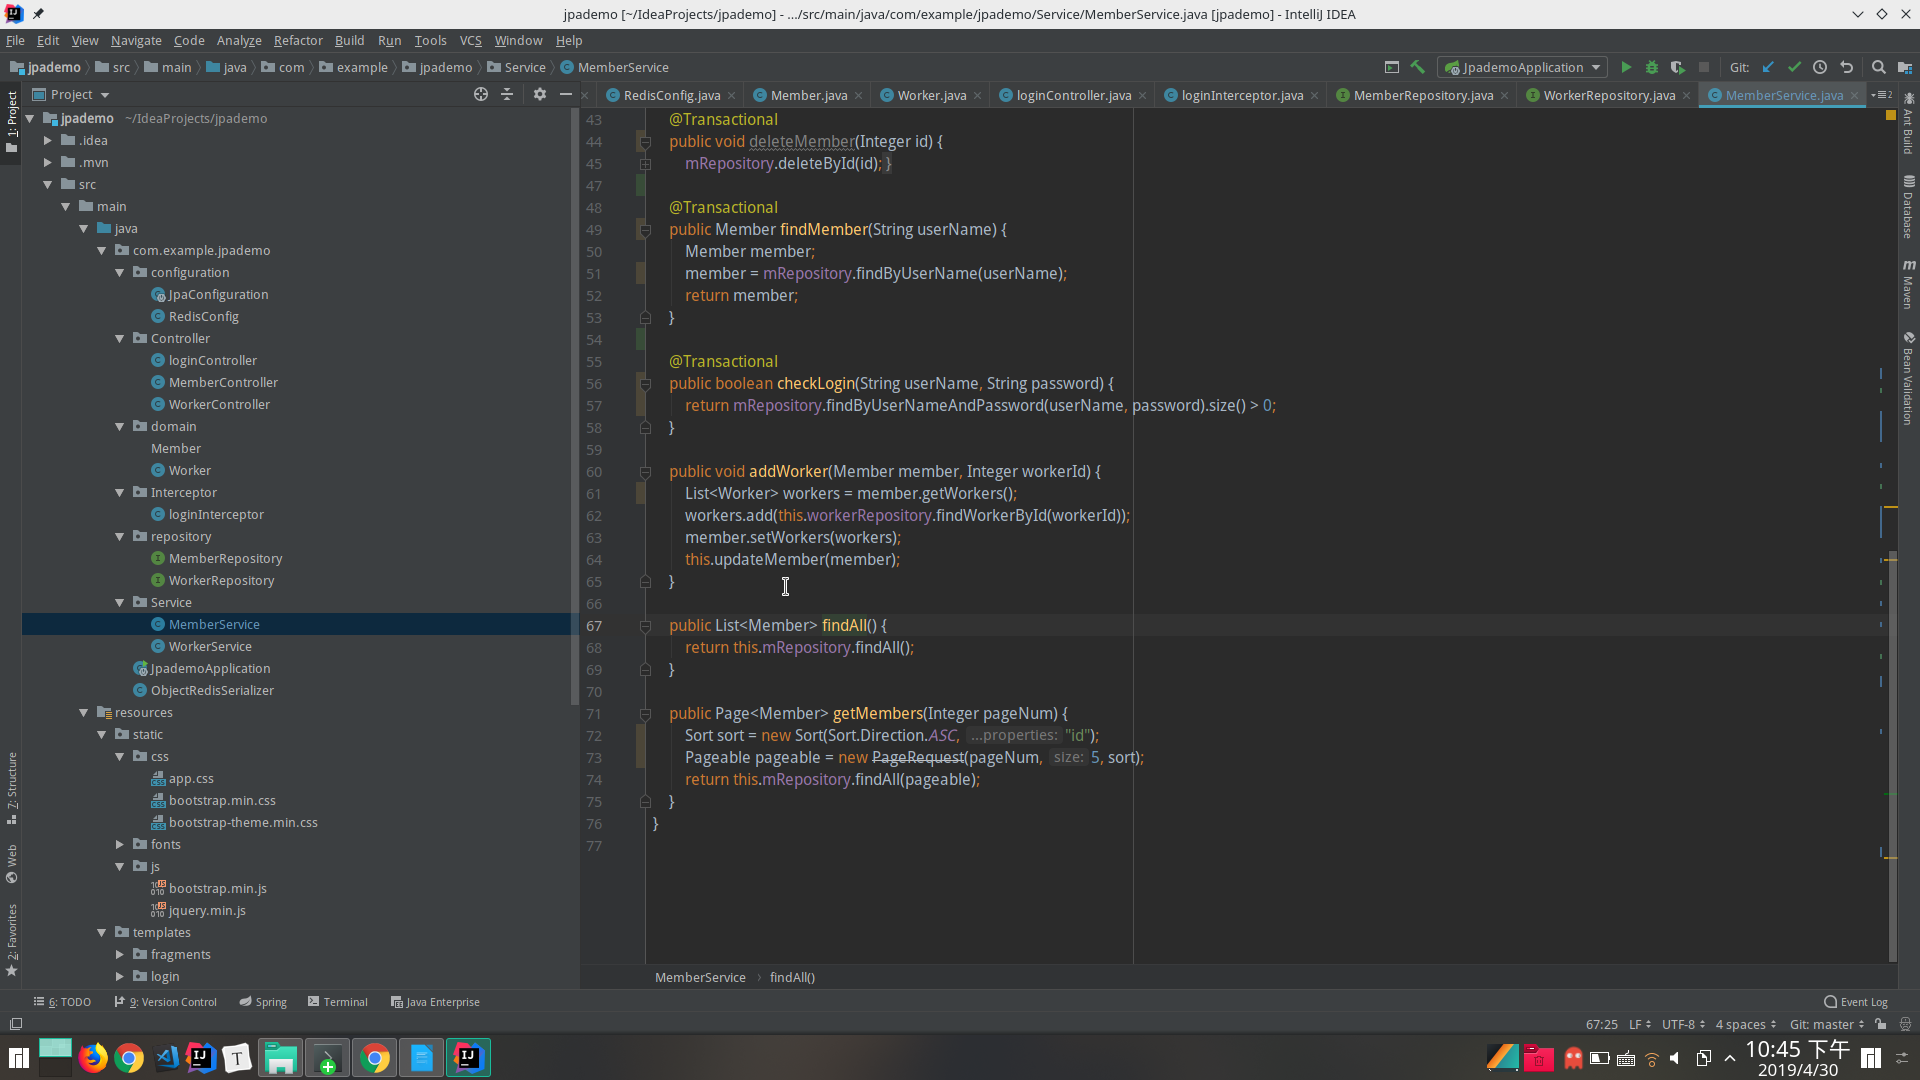 jpademo [~/IdeaProjects/jpademo] - .../src/main/java/com/example/jpademo/Service/MemberService.java [jpademo] - IntelliJ IDEA
File Edit View Navigate Code Analyze Refactor Build Run Tools VCS Window Help
jpademo src main java com example jpademo Service MemberService
JpademoApplication Git:
Project
RedisConfig.java Member.java Worker.java loginController.java loginInterceptor.java MemberRepository.java WorkerRepository.java MemberService.java
1: Project
7: Structure
Web
2: Favorites
jpademo ~/IdeaProjects/jpademo
.idea
.mvn
src
main
java
com.example.jpademo
configuration
JpaConfiguration
RedisConfig
Controller
loginController
MemberController
WorkerController
domain
Member
Worker
Interceptor
loginInterceptor
repository
MemberRepository
WorkerRepository
Service
MemberService
WorkerService
JpademoApplication
ObjectRedisSerializer
resources
static
css
app.css
bootstrap.min.css
bootstrap-theme.min.css
fonts
js
bootstrap.min.js
jquery.min.js
templates
fragments
login
43 @Transactional
44 public void deleteMember(Integer id) {
45 mRepository.deleteById(id); }
47
48 @Transactional
49 public Member findMember(String userName) {
50 Member member;
51 member = mRepository.findByUserName(userName);
52 return member;
53 }
54
55 @Transactional
56 public boolean checkLogin(String userName, String password) {
57 return mRepository.findByUserNameAndPassword(userName, password).size() > 0;
58 }
59
60 public void addWorker(Member member, Integer workerId) {
61 List<Worker> workers = member.getWorkers();
62 workers.add(this.workerRepository.findWorkerById(workerId));
63 member.setWorkers(workers);
64 this.updateMember(member);
65 }
66
67 public List<Member> findAll() {
68 return this.mRepository.findAll();
69 }
70
71 public Page<Member> getMembers(Integer pageNum) {
72 Sort sort = new Sort(Sort.Direction.ASC, ...properties: "id");
73 Pageable pageable = new PageRequest(pageNum, size: 5, sort);
74 return this.mRepository.findAll(pageable);
75 }
76 }
77
Ant Build
Database
Maven
Bean Validation
MemberService findAll()
6: TODO 9: Version Control Spring Terminal Java Enterprise Event Log
67:25 LF UTF-8 4 spaces Git: master
10:45 下午
2019/4/30